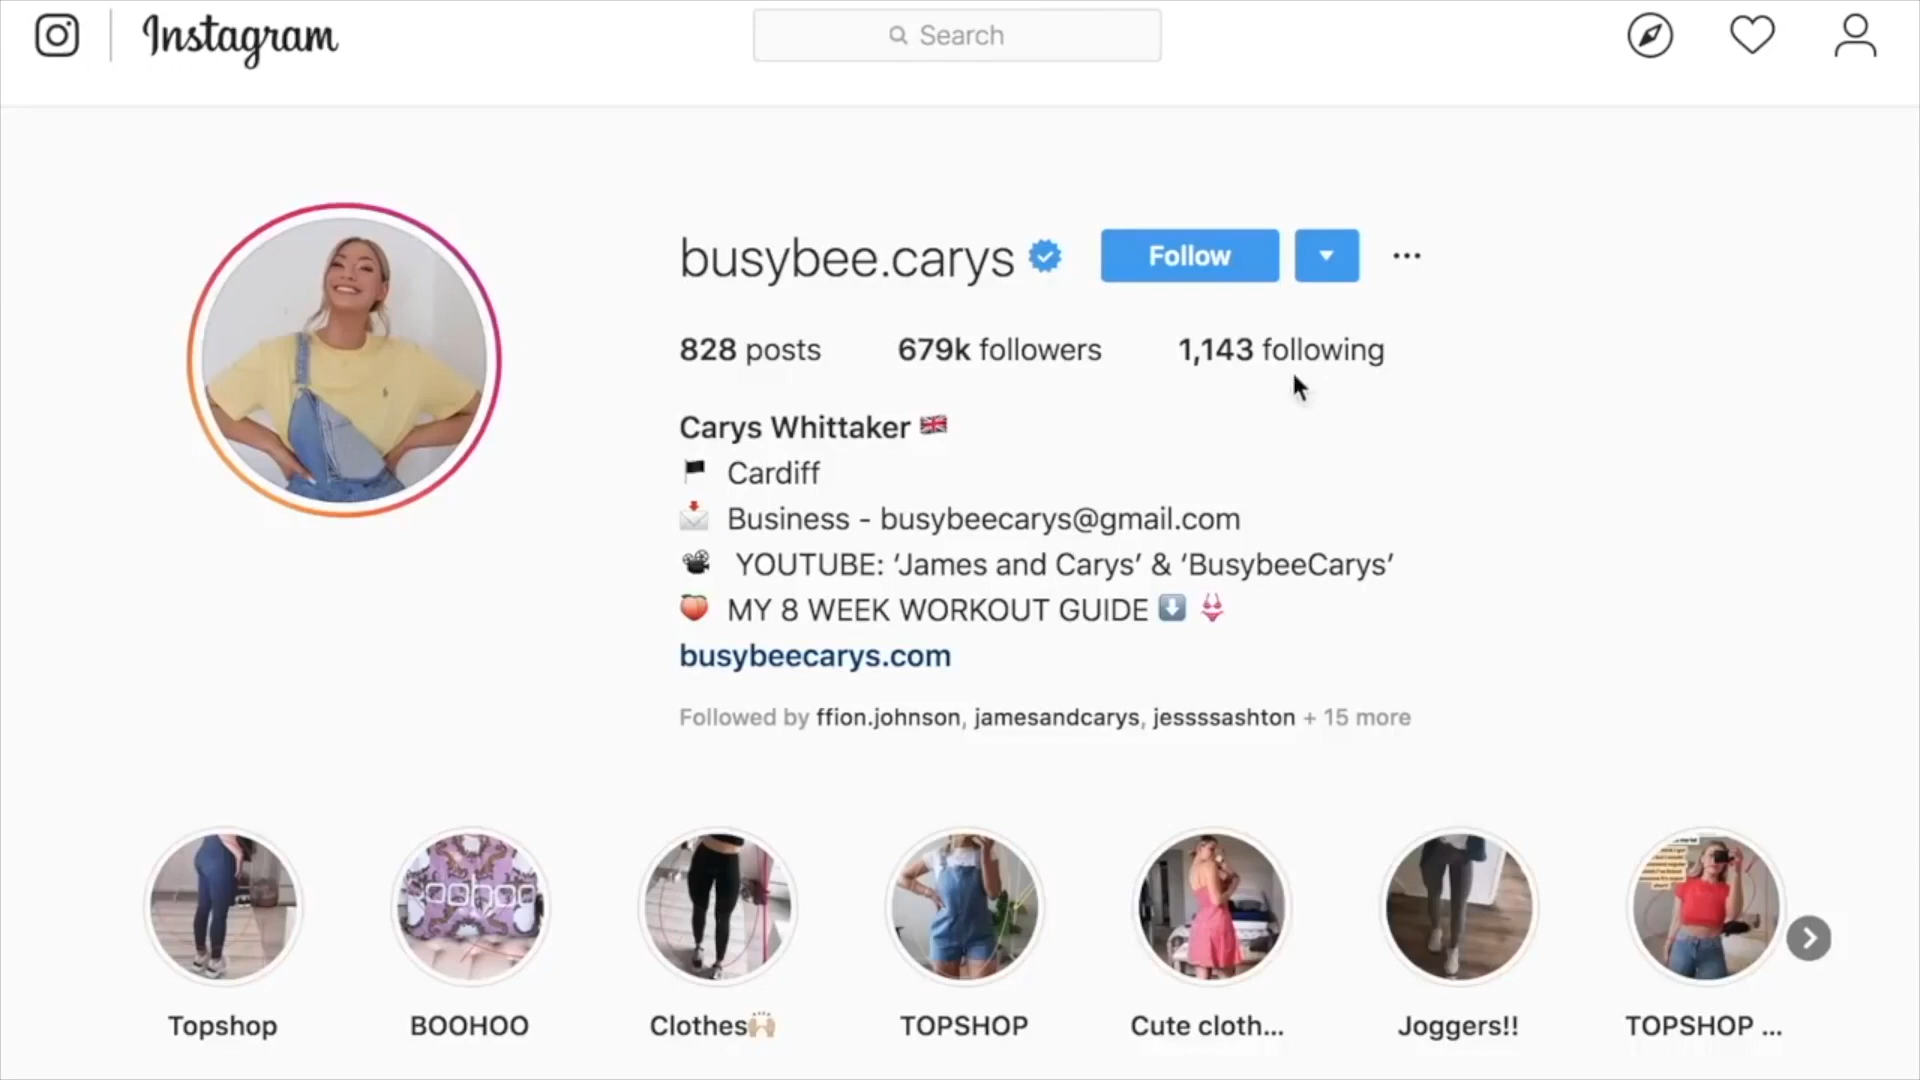 Instagram
Search
busybee.carys
Follow
828 posts 679k followers 1,143 following
Carys Whittaker 🇬🇧
🏴 Cardiff
📩 Business - busybeecarys@gmail.com
📽 YOUTUBE: ‘James and Carys’ & ‘BusybeeCarys’
🍑 MY 8 WEEK WORKOUT GUIDE ⬇️ 👙
busybeecarys.com
Followed by ffion.johnson, jamesandcarys, jessssashton + 15 more
boohoo
Topshop BOOHOO Clothes🙌🏼 TOPSHOP Cute cloth... Joggers!! TOPSHOP ...